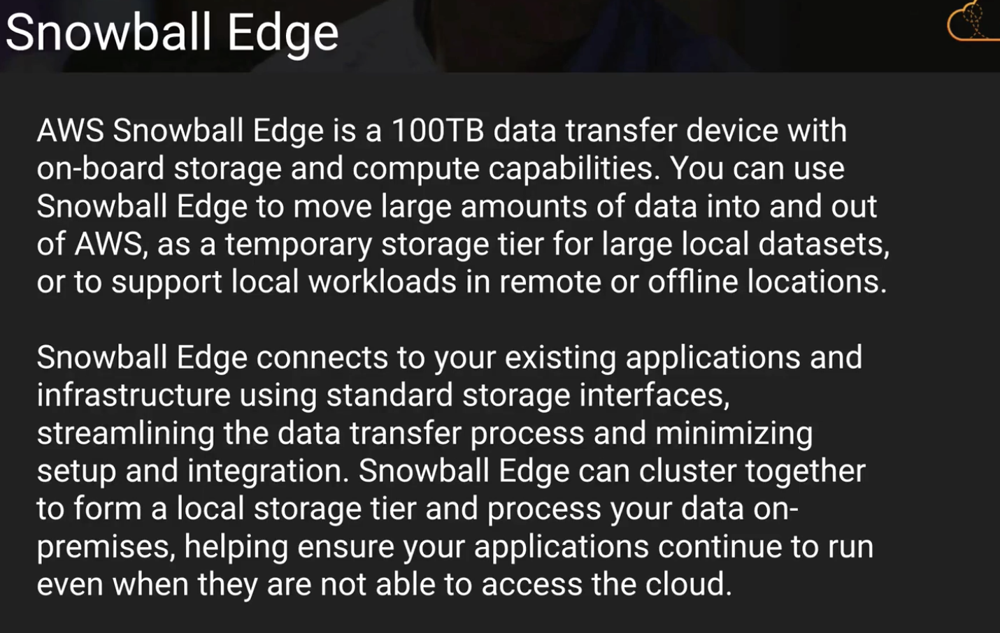 Snowball Edge
AWS Snowball Edge is a 100TB data transfer device with
on-board storage and compute capabilities. You can use
Snowball Edge to move large amounts of data into and out
of AWS, as a temporary storage tier for large local datasets,
or to support local workloads in remote or offline locations.
Snowball Edge connects to your existing applications and
infrastructure using standard storage interfaces,
streamlining the data transfer process and minimizing
setup and integration. Snowball Edge can cluster together
to form a local storage tier and process your data on-
premises, helping ensure your applications continue to run
even when they are not able to access the cloud.